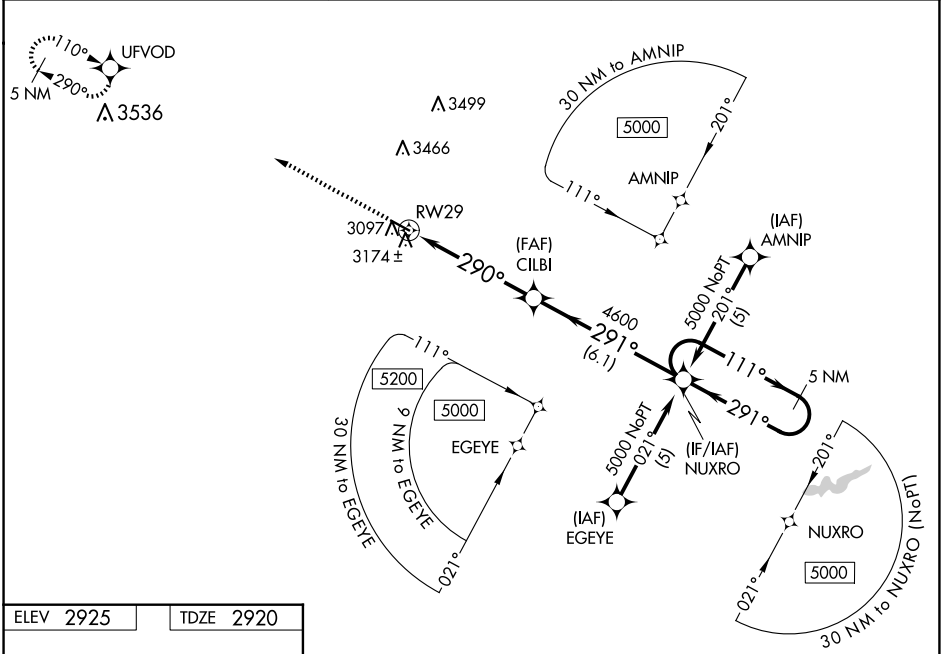 110°
290°
5 NM
UFVOD
3536
3499
3466
RW29
3097
3174 ±
290°
(FAF)
CILBI
4600
291°
(6.1)
30 NM to AMNIP
5000
201°
111°
AMNIP
(IAF)
AMNIP
5000 NoPT
201°
(5)
111°
5 NM
291°
(IF/IAF)
NUXRO
5000 NoPT
021°
(5)
(IAF)
EGEYE
111°
5200
5000
EGEYE
9 NM to EGEYE
30 NM to EGEYE
021°
201°
NUXRO
5000
021°
30 NM to NUXRO (NoPT)
ELEV 2925
TDZE 2920